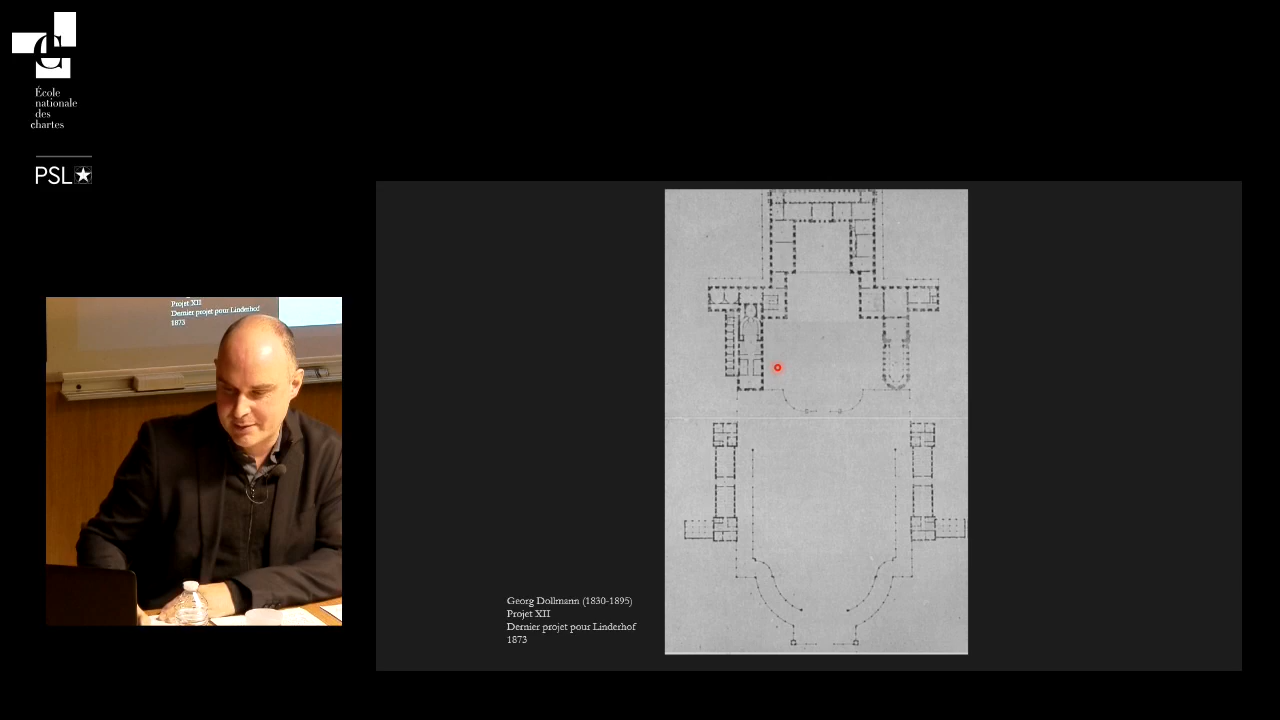 École
nationale
des
chartes
PSL
Projet XII
Dernier projet pour Linderhof
1873
Georg Dollmann (1830-1895)
Projet XII
Dernier projet pour Linderhof
1873